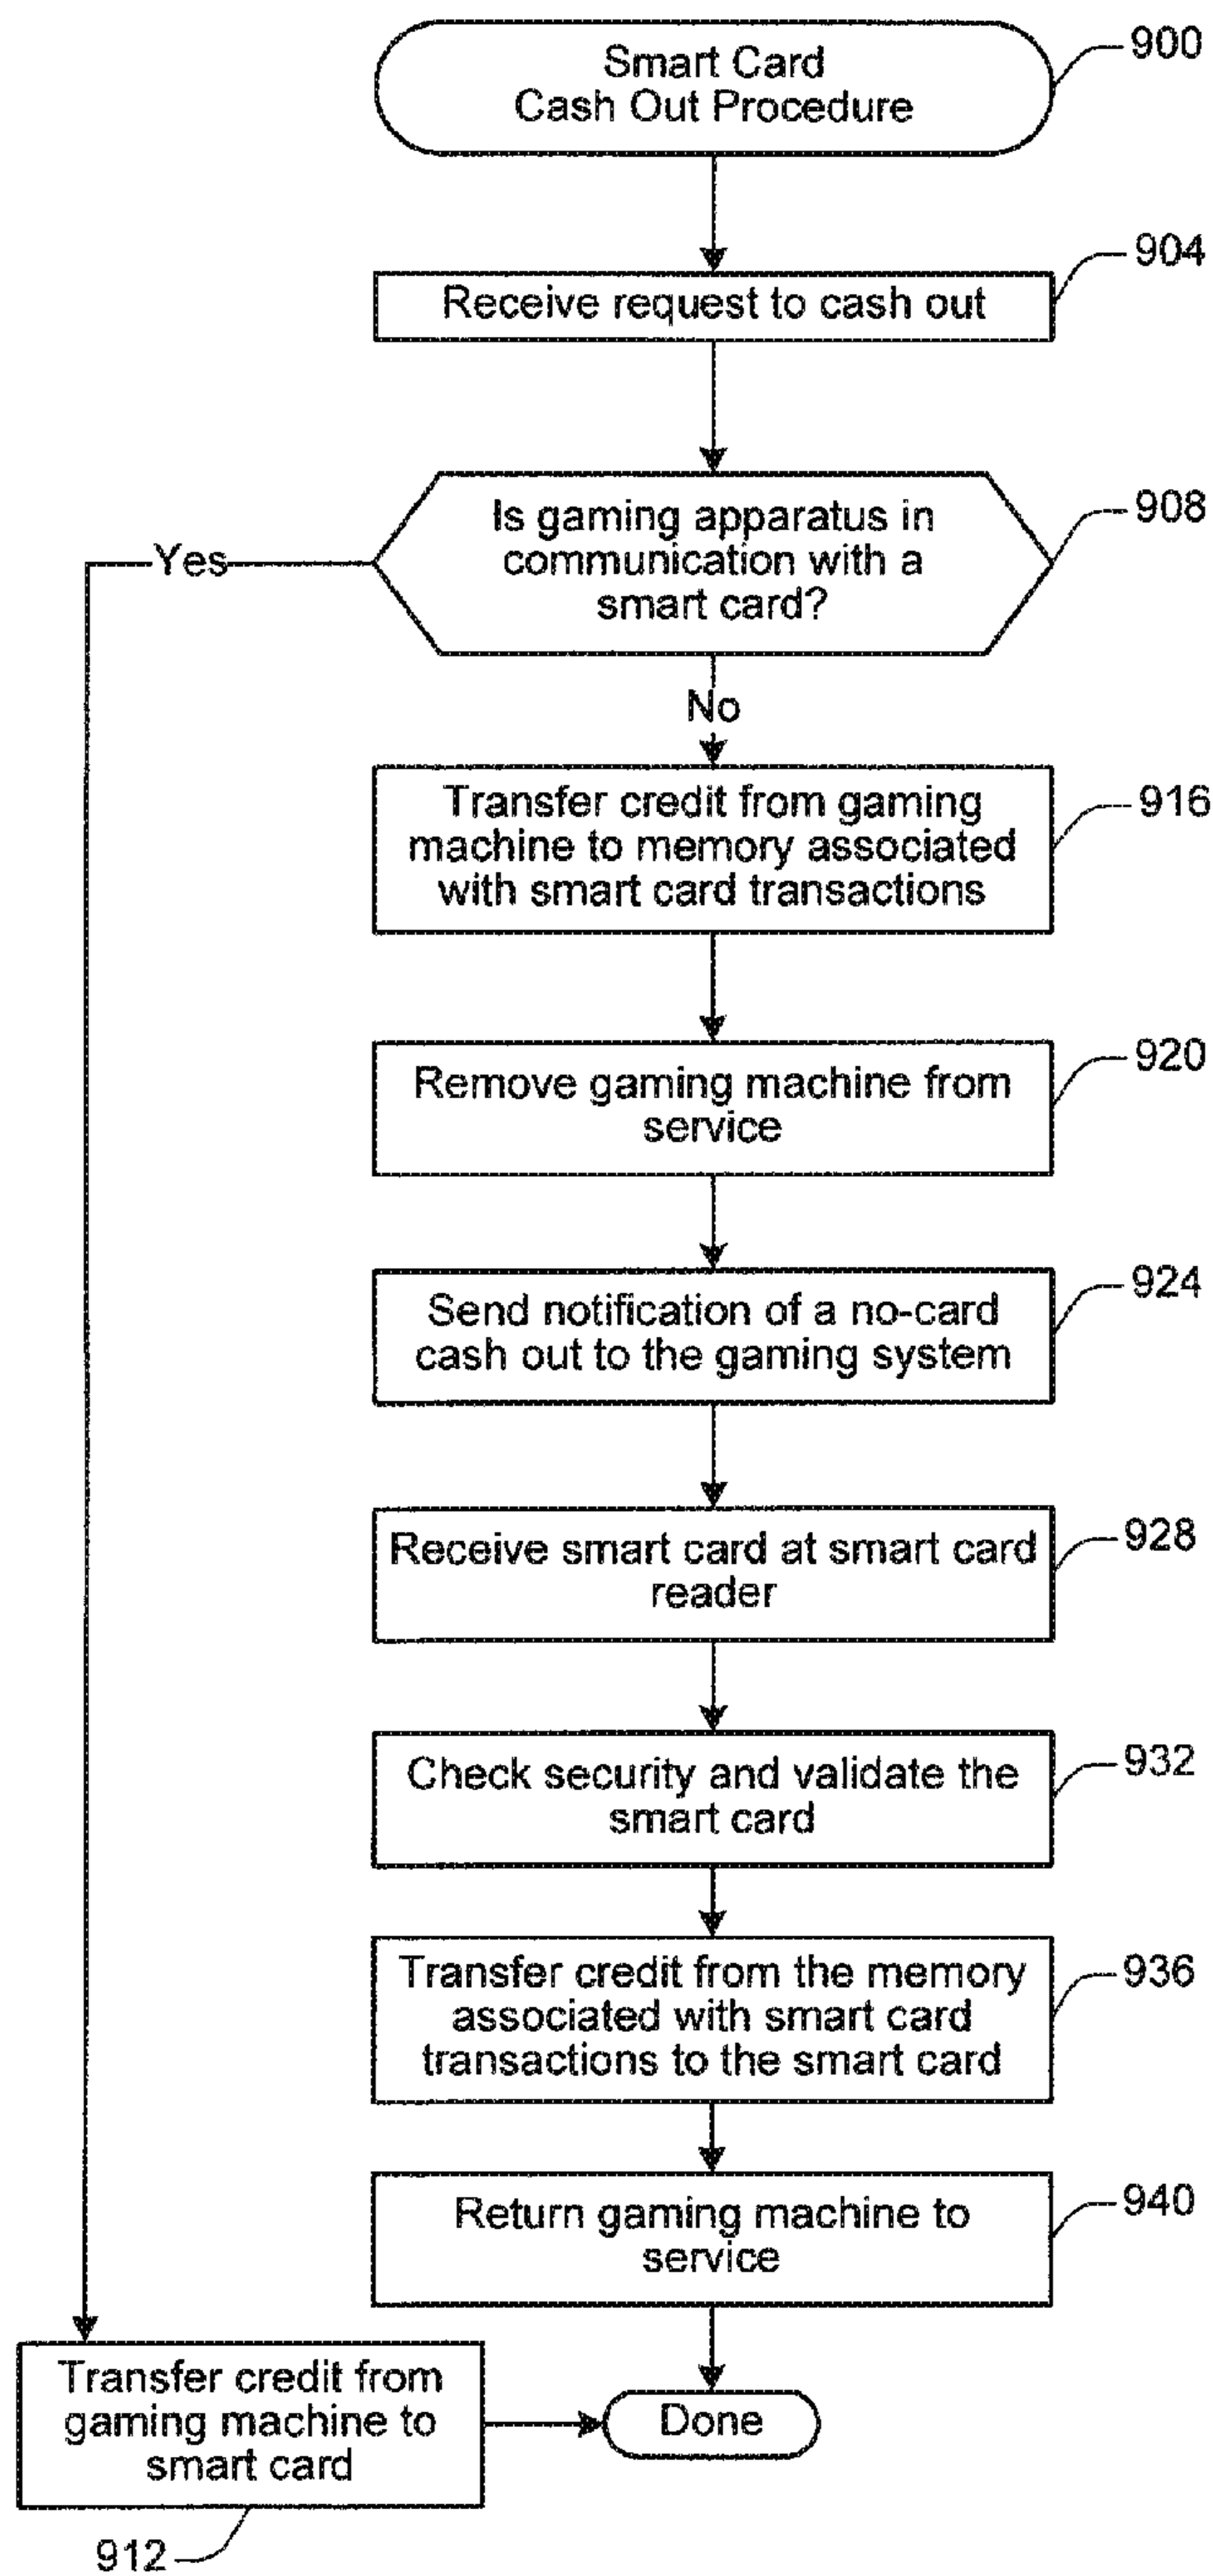 Smart Card
Cash Out Procedure
900
Receive request to cash out
904
Is gaming apparatus in
communication with a
smart card?
908
Yes
No
Transfer credit from gaming
machine to memory associated
with smart card transactions
916
Remove gaming machine from
service
920
Send notification of a no-card
cash out to the gaming system
924
Receive smart card at smart card
reader
928
Check security and validate the
smart card
932
Transfer credit from the memory
associated with smart card
transactions to the smart card
936
Return gaming machine to
service
940
Transfer credit from
gaming machine to
smart card
912
Done